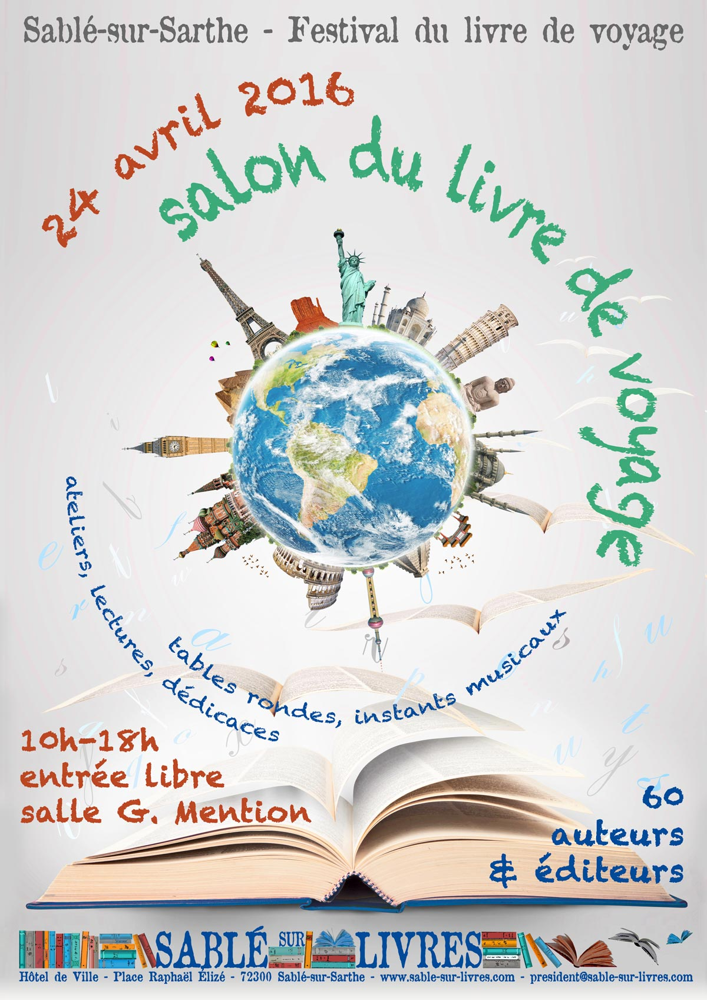 Sablé-sur-Sarthe - Festival du livre de voyage
24 avril 2016
salon du livre de voyage
ateliers, lectures, dédicaces
tables rondes, instants musicaux
10h-18h
entrée libre
salle G. Mention
60
auteurs
& éditeurs
SABLÉ SUR LIVRES
Hôtel de Ville - Place Raphaël Élizé - 72300 Sablé-sur-Sarthe - www.sable-sur-livres.com - president@sable-sur-livres.com